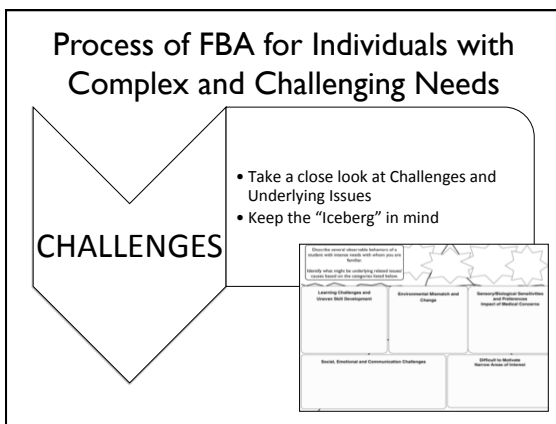 Process of FBA for Individuals with
Complex and Challenging Needs
CHALLENGES
• Take a close look at Challenges and
Underlying Issues
• Keep the “Iceberg” in mind
Describe several observable behaviors of a
student with intense needs with whom you are
familiar.
Identify what might be underlying related issues/
causes based on the categories listed below.
Learning Challenges and
Uneven Skill Development
Environmental Mismatch and
Change
Sensory/Biological Sensitivities
and Preferences
Impact of Medical Concerns
Social, Emotional and Communication Challenges
Difficult to Motivate
Narrow Areas of Interest